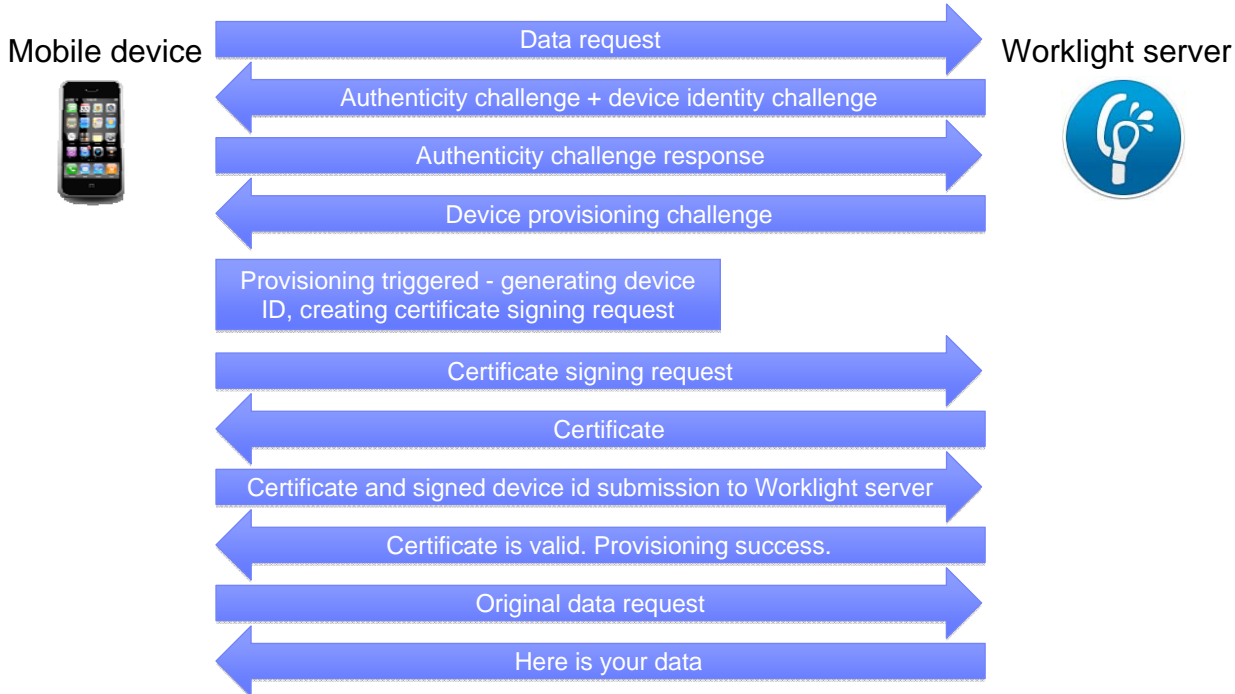 Data request
Mobile device
Worklight server
Authenticity challenge + device identity challenge
Authenticity challenge response
Device provisioning challenge
Provisioning triggered - generating device
ID, creating certificate signing request
Certificate signing request
Certificate
Certificate and signed device id submission to Worklight server
Certificate is valid. Provisioning success.
Original data request
Here is your data